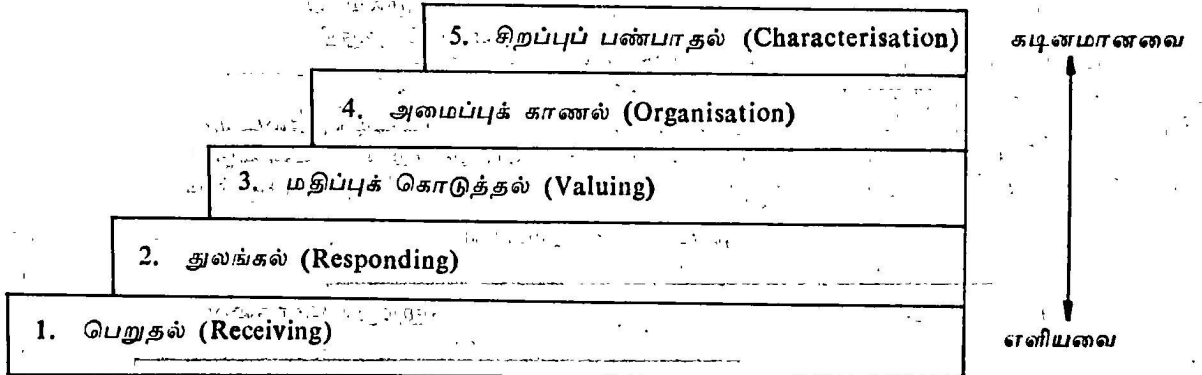 5. சிறப்புப் பண்பாதல் (Characterisation)
கடினமானவை
4. அமைப்புக் காணல் (Organisation)
3. மதிப்புக் கொடுத்தல் (Valuing)
2. துலங்கல் (Responding)
1. பெறுதல் (Receiving)
எளியவை